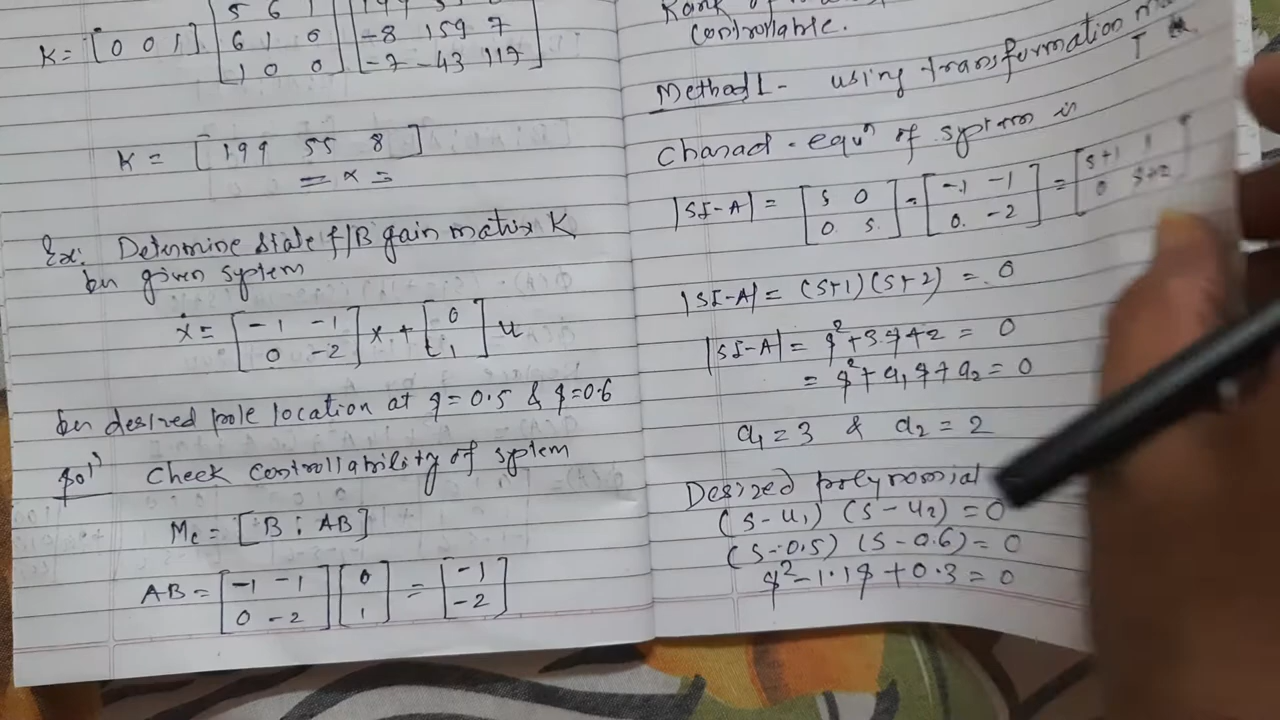 5 6 1
K = [0 0 1] [6 1 0 [-8 159 7
1 0 0] -7 -43 117]
K = [199 55 8]
= x =
Ex: Determine state f/B gain matrix K
for given system
ẋ = [-1 -1 0 -2] x + [0 1] u
for desired pole location at s=0.5 & s=0.6
Solⁿ Check controllability of system
Mc = [B : AB]
AB = [-1 -1 0 -2] [0 1] = [-1 -2]
controllable.
Method 1 - using transformation
T
Charact. equⁿ of system is
|SI-A| = [s 0 0 s] - [-1 -1 0 -2] = [s+1 1 0 s+2]
|SI-A| = (s+1)(s+2) = 0
|SI-A| = s²+3s+2 = 0
= s²+a₁s+a₂ = 0
a₁ = 3 & a₂ = 2
Desired polynomial
(s-u₁) (s-u₂) = 0
(s-0.5) (s-0.6) = 0
s²-1.1s+0.3 = 0